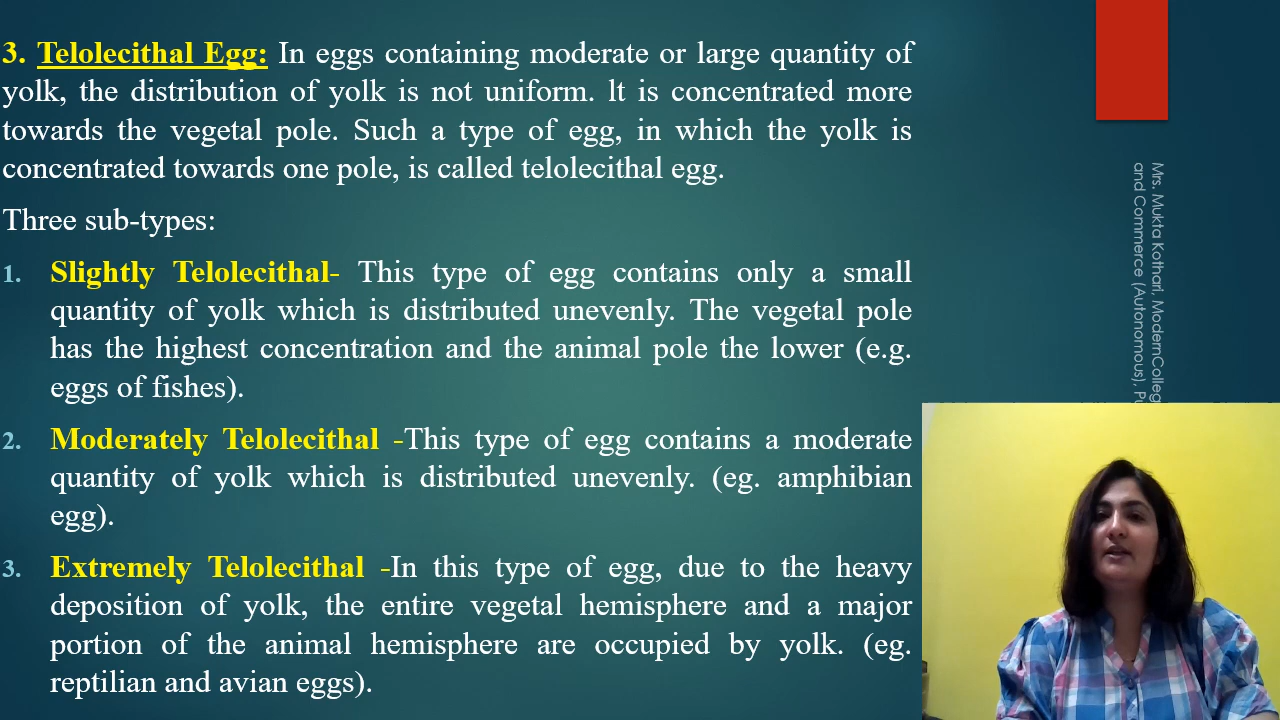 3. Telolecithal Egg: In eggs containing moderate or large quantity of
yolk, the distribution of yolk is not uniform. lt is concentrated more
towards the vegetal pole. Such a type of egg, in which the yolk is
concentrated towards one pole, is called telolecithal egg.
Three sub-types:
1. Slightly Telolecithal- This type of egg contains only a small
quantity of yolk which is distributed unevenly. The vegetal pole
has the highest concentration and the animal pole the lower (e.g.
eggs of fishes).
2. Moderately Telolecithal -This type of egg contains a moderate
quantity of yolk which is distributed unevenly. (eg. amphibian
egg).
3. Extremely Telolecithal -In this type of egg, due to the heavy
deposition of yolk, the entire vegetal hemisphere and a major
portion of the animal hemisphere are occupied by yolk. (eg.
reptilian and avian eggs).
Mrs. Mukta Kothari, ModernColleg
and Commerce (Autonomous), Pu